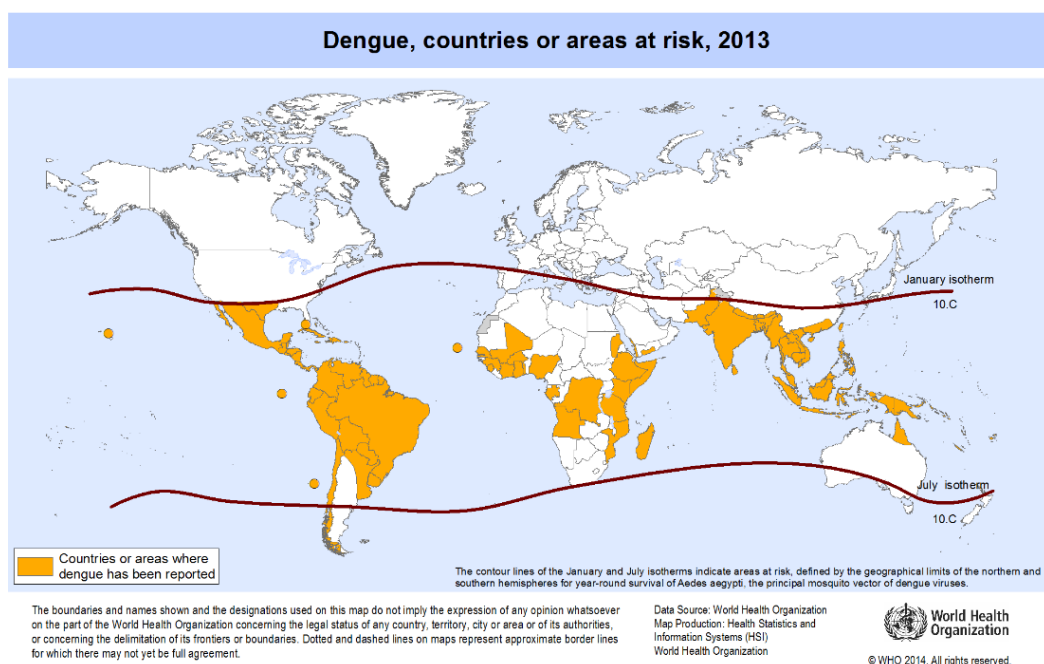 Dengue, countries or areas at risk, 2013
January isotherm
10.C
July isotherm
10.C
Countries or areas where
dengue has been reported
The contour lines of the January and July isotherms indicate areas at risk, defined by the geographical limits of the northern and
southern hemispheres for year-round survival of Aedes aegypti, the principal mosquito vector of dengue viruses.
The boundaries and names shown and the designations used on this map do not imply the expression of any opinion whatsoever
on the part of the World Health Organization concerning the legal status of any country, territory, city or area or of its authorities,
or concerning the delimitation of its frontiers or boundaries. Dotted and dashed lines on maps represent approximate border lines
for which there may not yet be full agreement.
Data Source: World Health Organization
Map Production: Health Statistics and
Information Systems (HSI)
World Health Organization
World Health
Organization
© WHO 2014. All rights reserved.